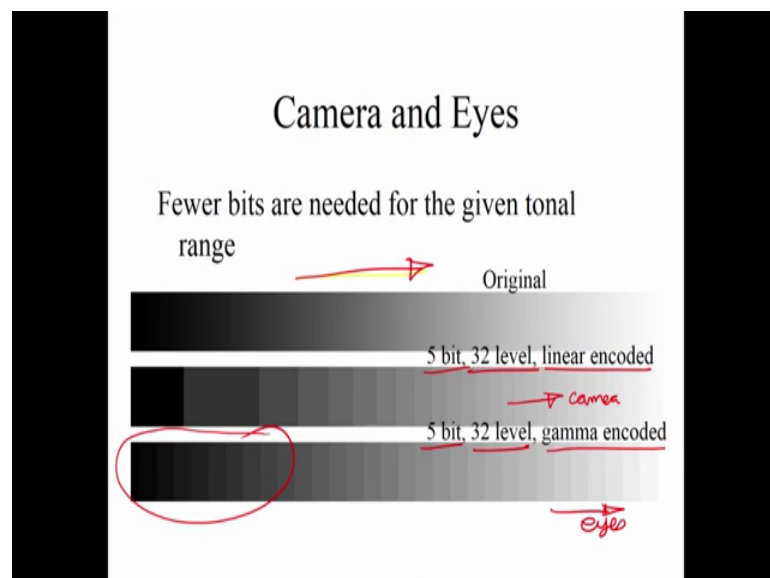 Camera and Eyes
Fewer bits are needed for the given tonal
range
Original
5 bit, 32 level, linear encoded
camea
5 bit, 32 level, gamma encoded
eyes